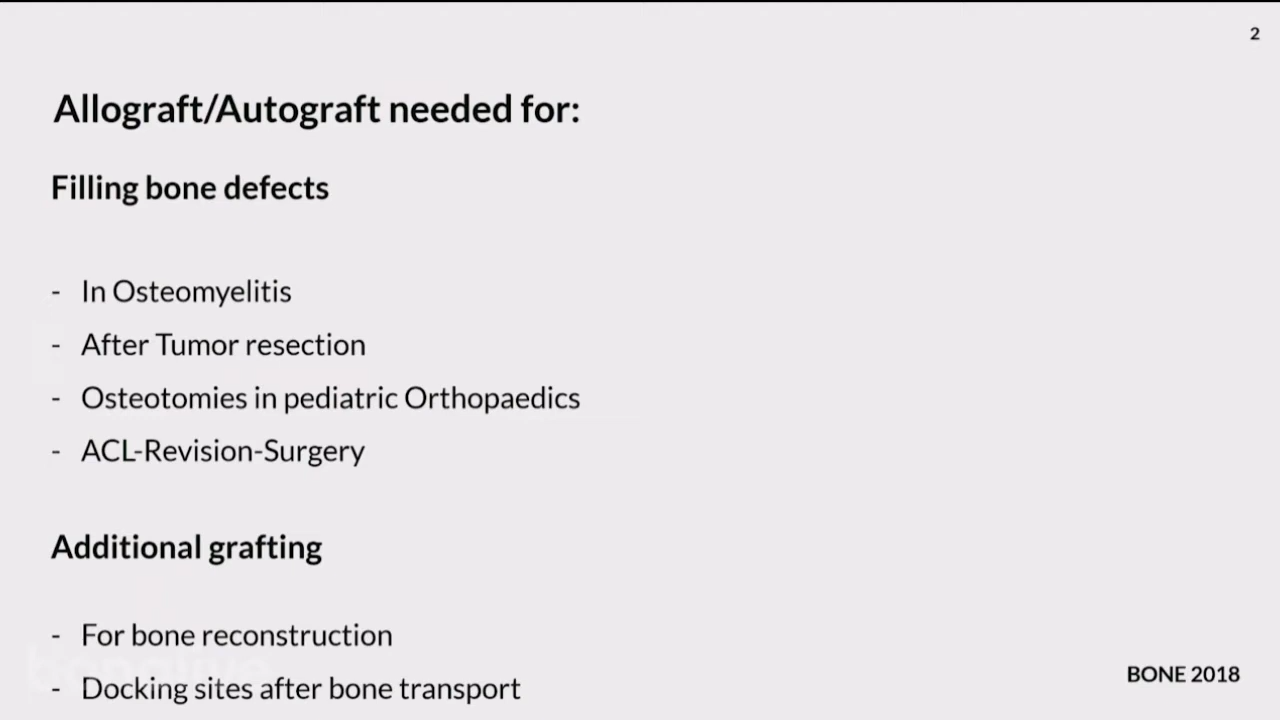 2
Allograft/Autograft needed for:
Filling bone defects
- In Osteomyelitis
- After Tumor resection
- Osteotomies in pediatric Orthopaedics
- ACL-Revision-Surgery
Additional grafting
- For bone reconstruction
- Docking sites after bone transport
BONE 2018
bonalive